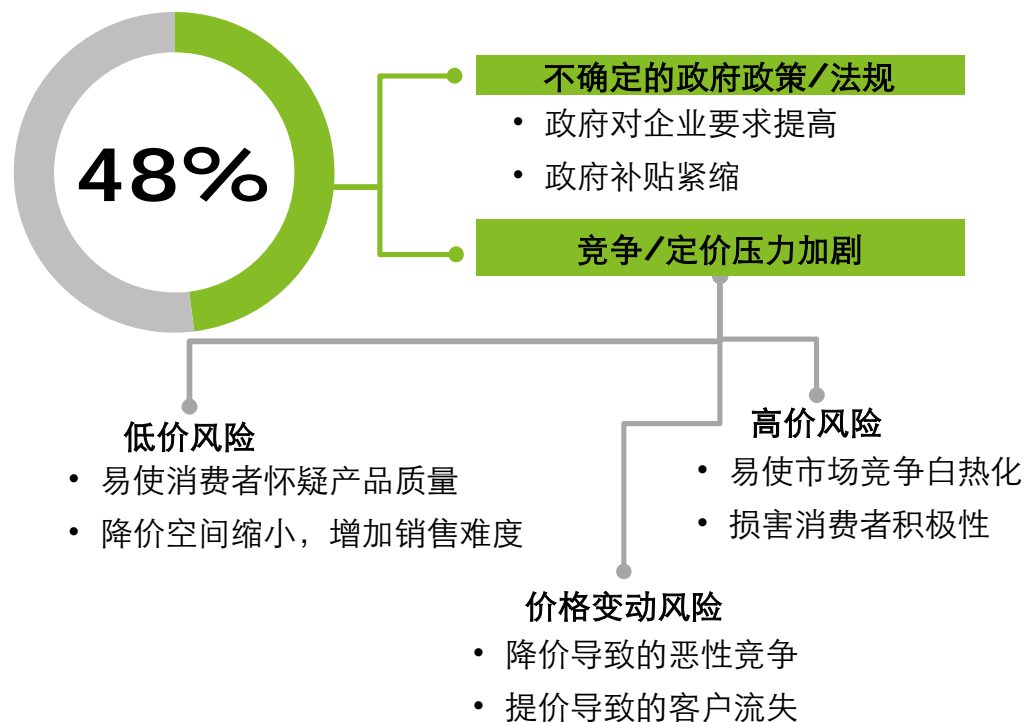 48%
不确定的政府政策/法规
• 政府对企业要求提高
• 政府补贴紧缩
竞争/定价压力加剧
低价风险
• 易使消费者怀疑产品质量
• 降价空间缩小，增加销售难度
高价风险
• 易使市场竞争白热化
• 损害消费者积极性
价格变动风险
• 降价导致的恶性竞争
• 提价导致的客户流失